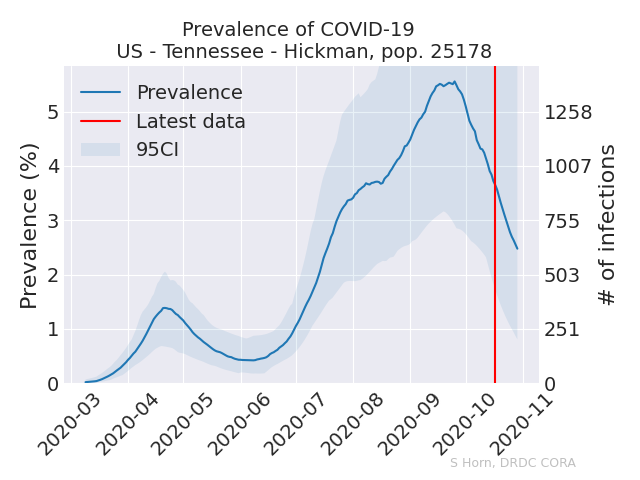 Prevalence of COVID-19
US - Tennessee - Hickman, pop. 25178
Prevalence
Latest data
95CI
Prevalence (%)
5
4
3
2
1
0
1258
1007
755
503
251
0
# of infections
2020-03
2020-04
2020-05
2020-06
2020-07
2020-08
2020-09
2020-10
2020-11
S Horn, DRDC CORA